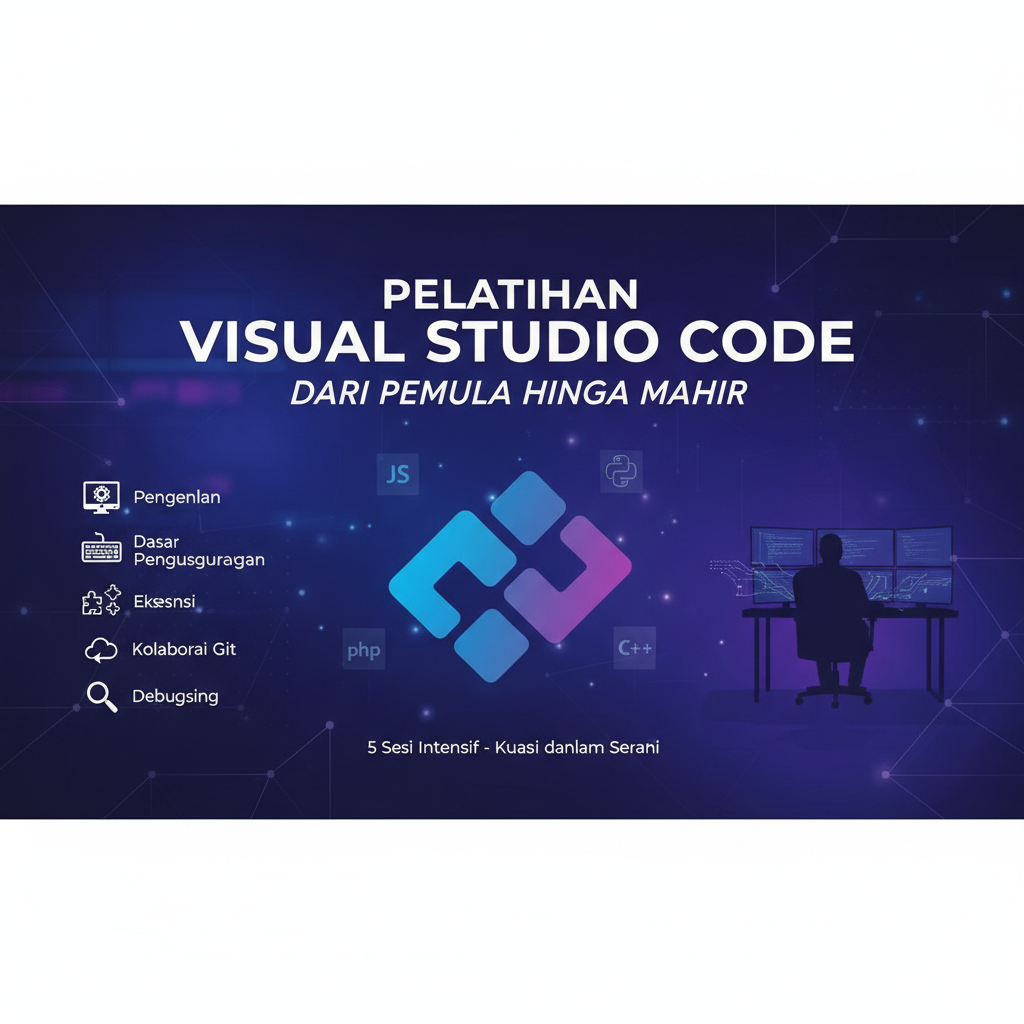 PELATIHAN
VISUAL STUDIO CODE
DARI PEMULA HINGA MAHIR
JS
Pengenlan
Dasar
Pengusguragan
Eksesnsi
Kolaborai Git
Debugsing
php
C++
5 Sesi Intensif - Kuasi danlam Serani